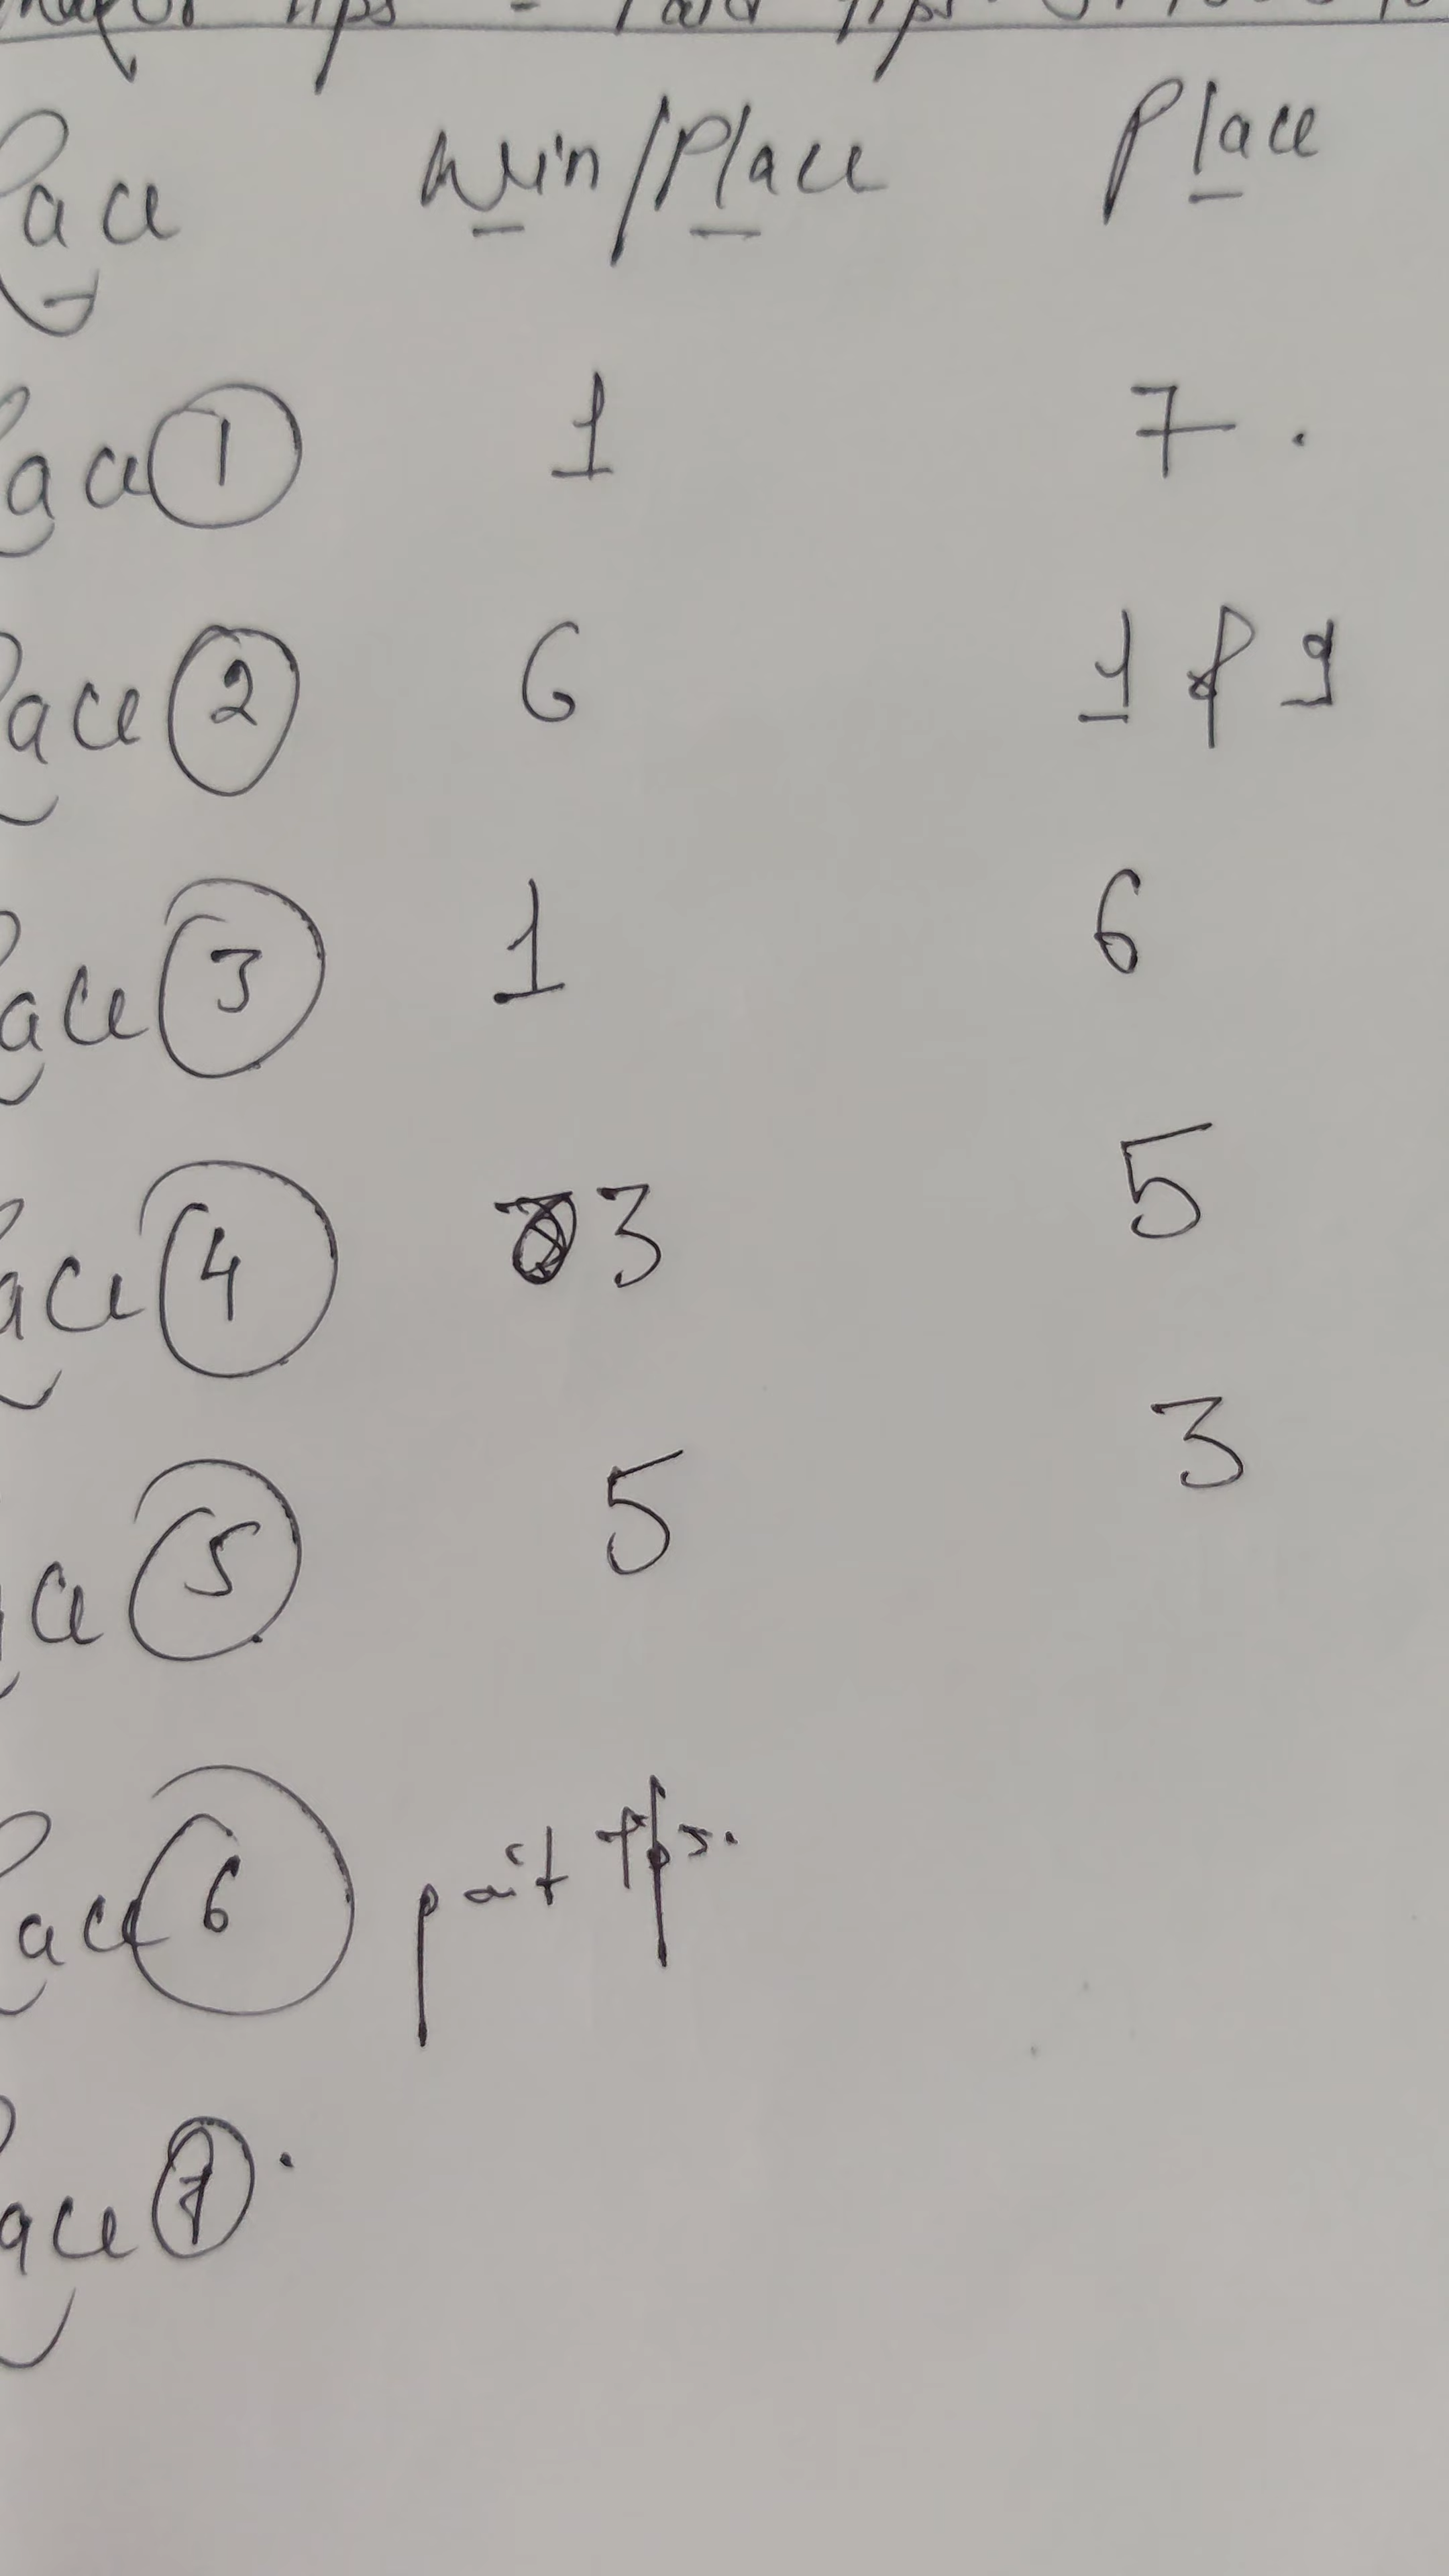 Race Win/Place Place
Race 1 1 7.
Race 2 6 1 & 9
Race 3 1 6
Race 4 3 5
Race 5 5 3
Race 6 pait tips.
Race 7.